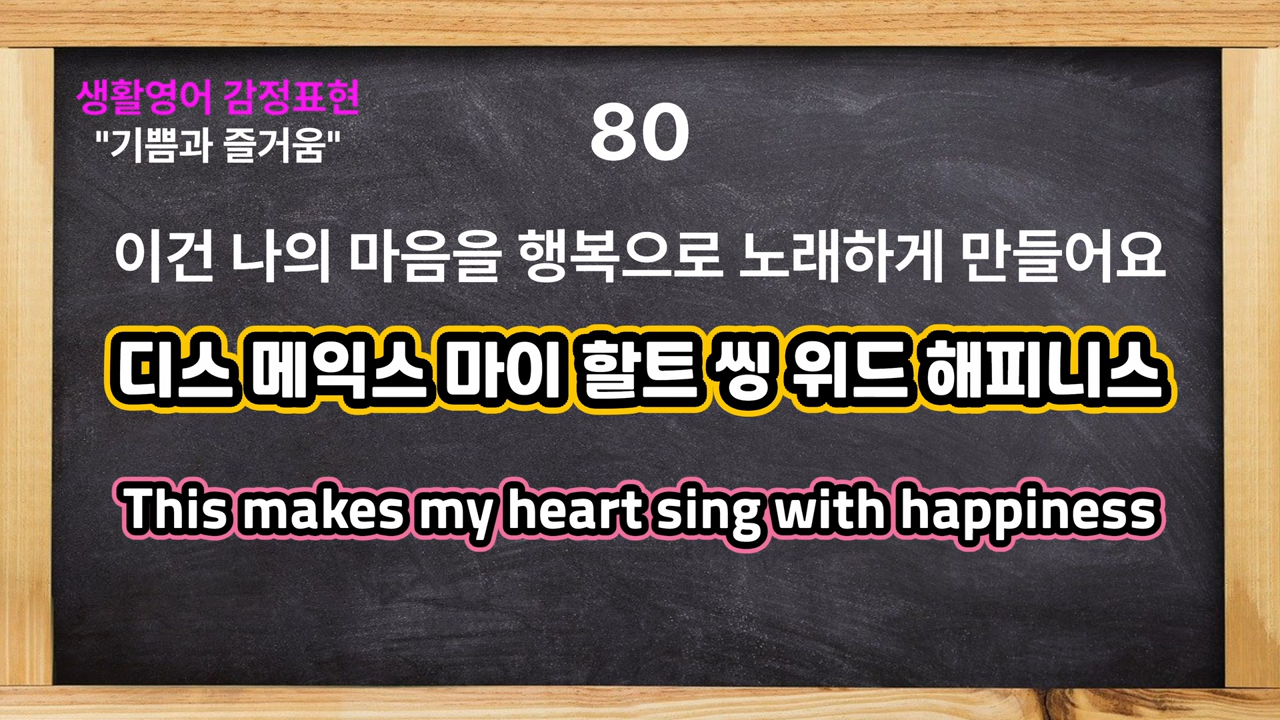 생활영어 감정표현
"기쁨과 즐거움"
80
이건 나의 마음을 행복으로 노래하게 만들어요
디스 메익스 마이 할트 씽 위드 해피니스
This makes my heart sing with happiness